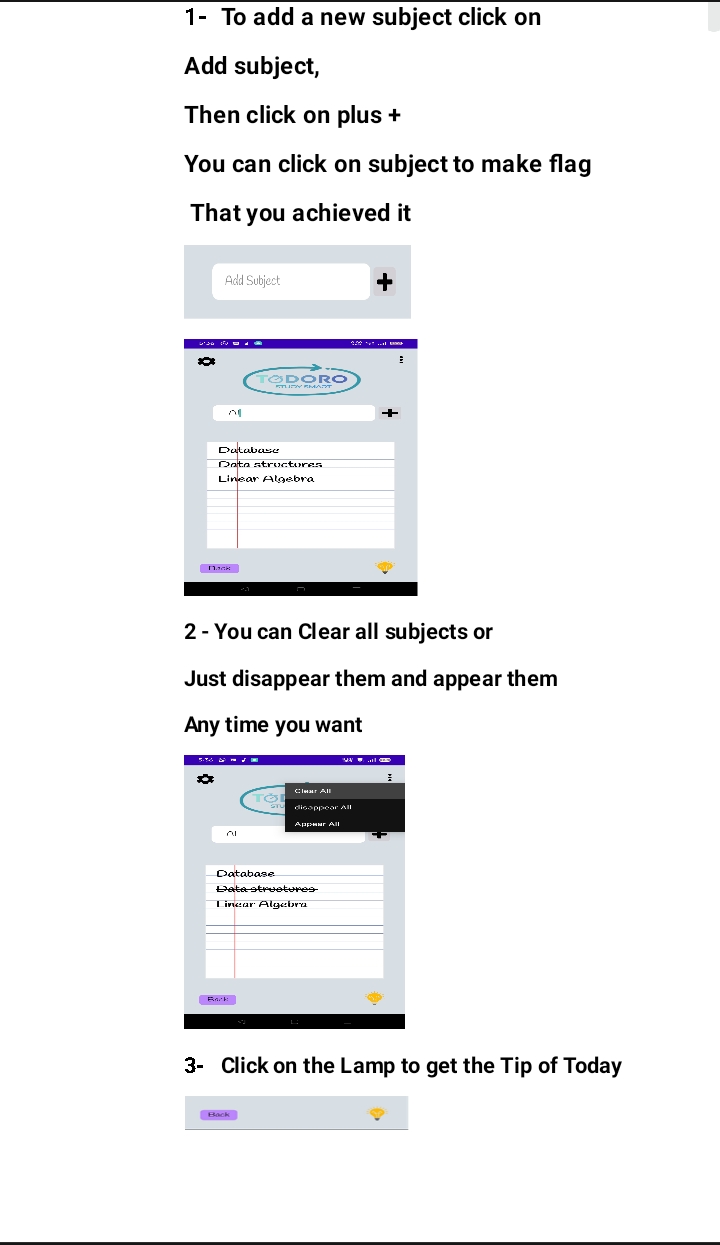 1- To add a new subject click on
Add subject,
Then click on plus +
You can click on subject to make flag
That you achieved it
Add Subject
+
TODORO
STUDY SMART
+
Database
Data structures
Linear Algebra
Back
2 - You can Clear all subjects or
Just disappear them and appear them
Any time you want
5:36
Clear All
disappear All
Appear All
+
Database
Data structures
Linear Algebra
Back
3- Click on the Lamp to get the Tip of Today
Back